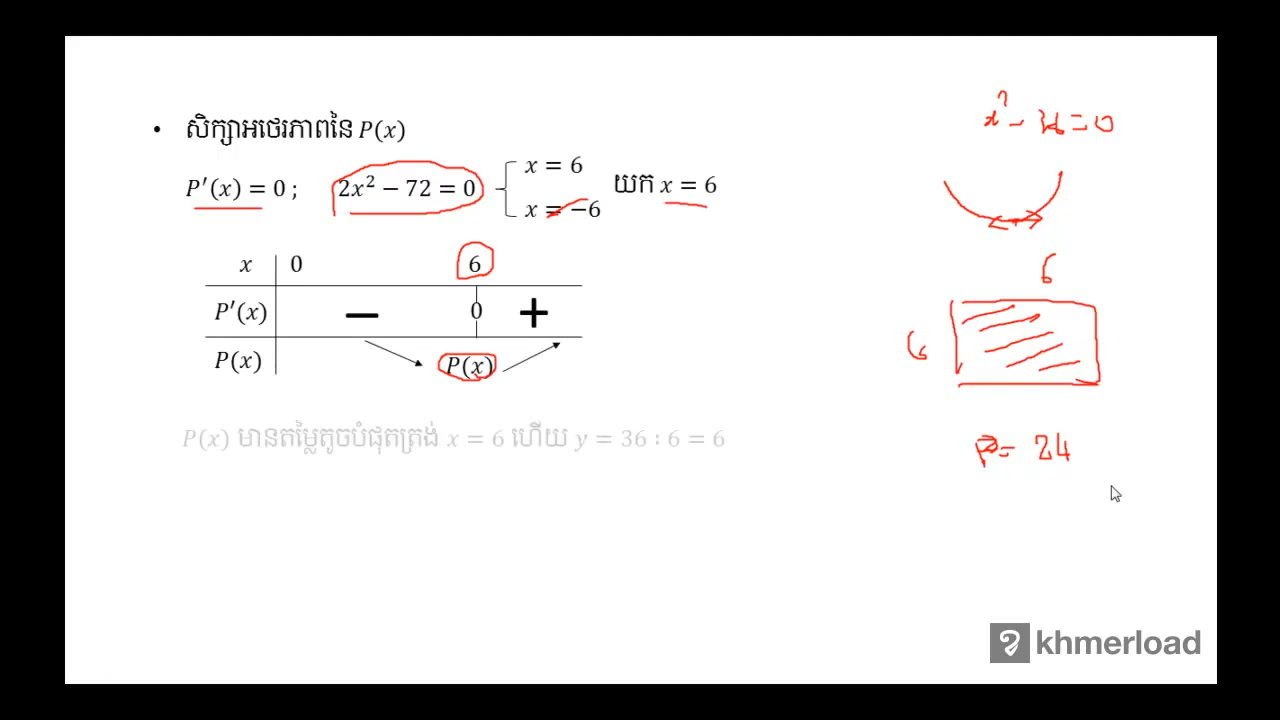 • សិក្សាអថេរភាពនៃ P(x)
P′(x) = 0 ; 2x² − 72 = 0 { x = 6 x = −6 យក x = 6
x 0 6
P′(x) − 0 +
P(x) P(x)
P(x) មានតម្លៃតូចបំផុតត្រង់ x = 6 ហើយ y = 36 : 6 = 6
6
6
P = 24
khmerload